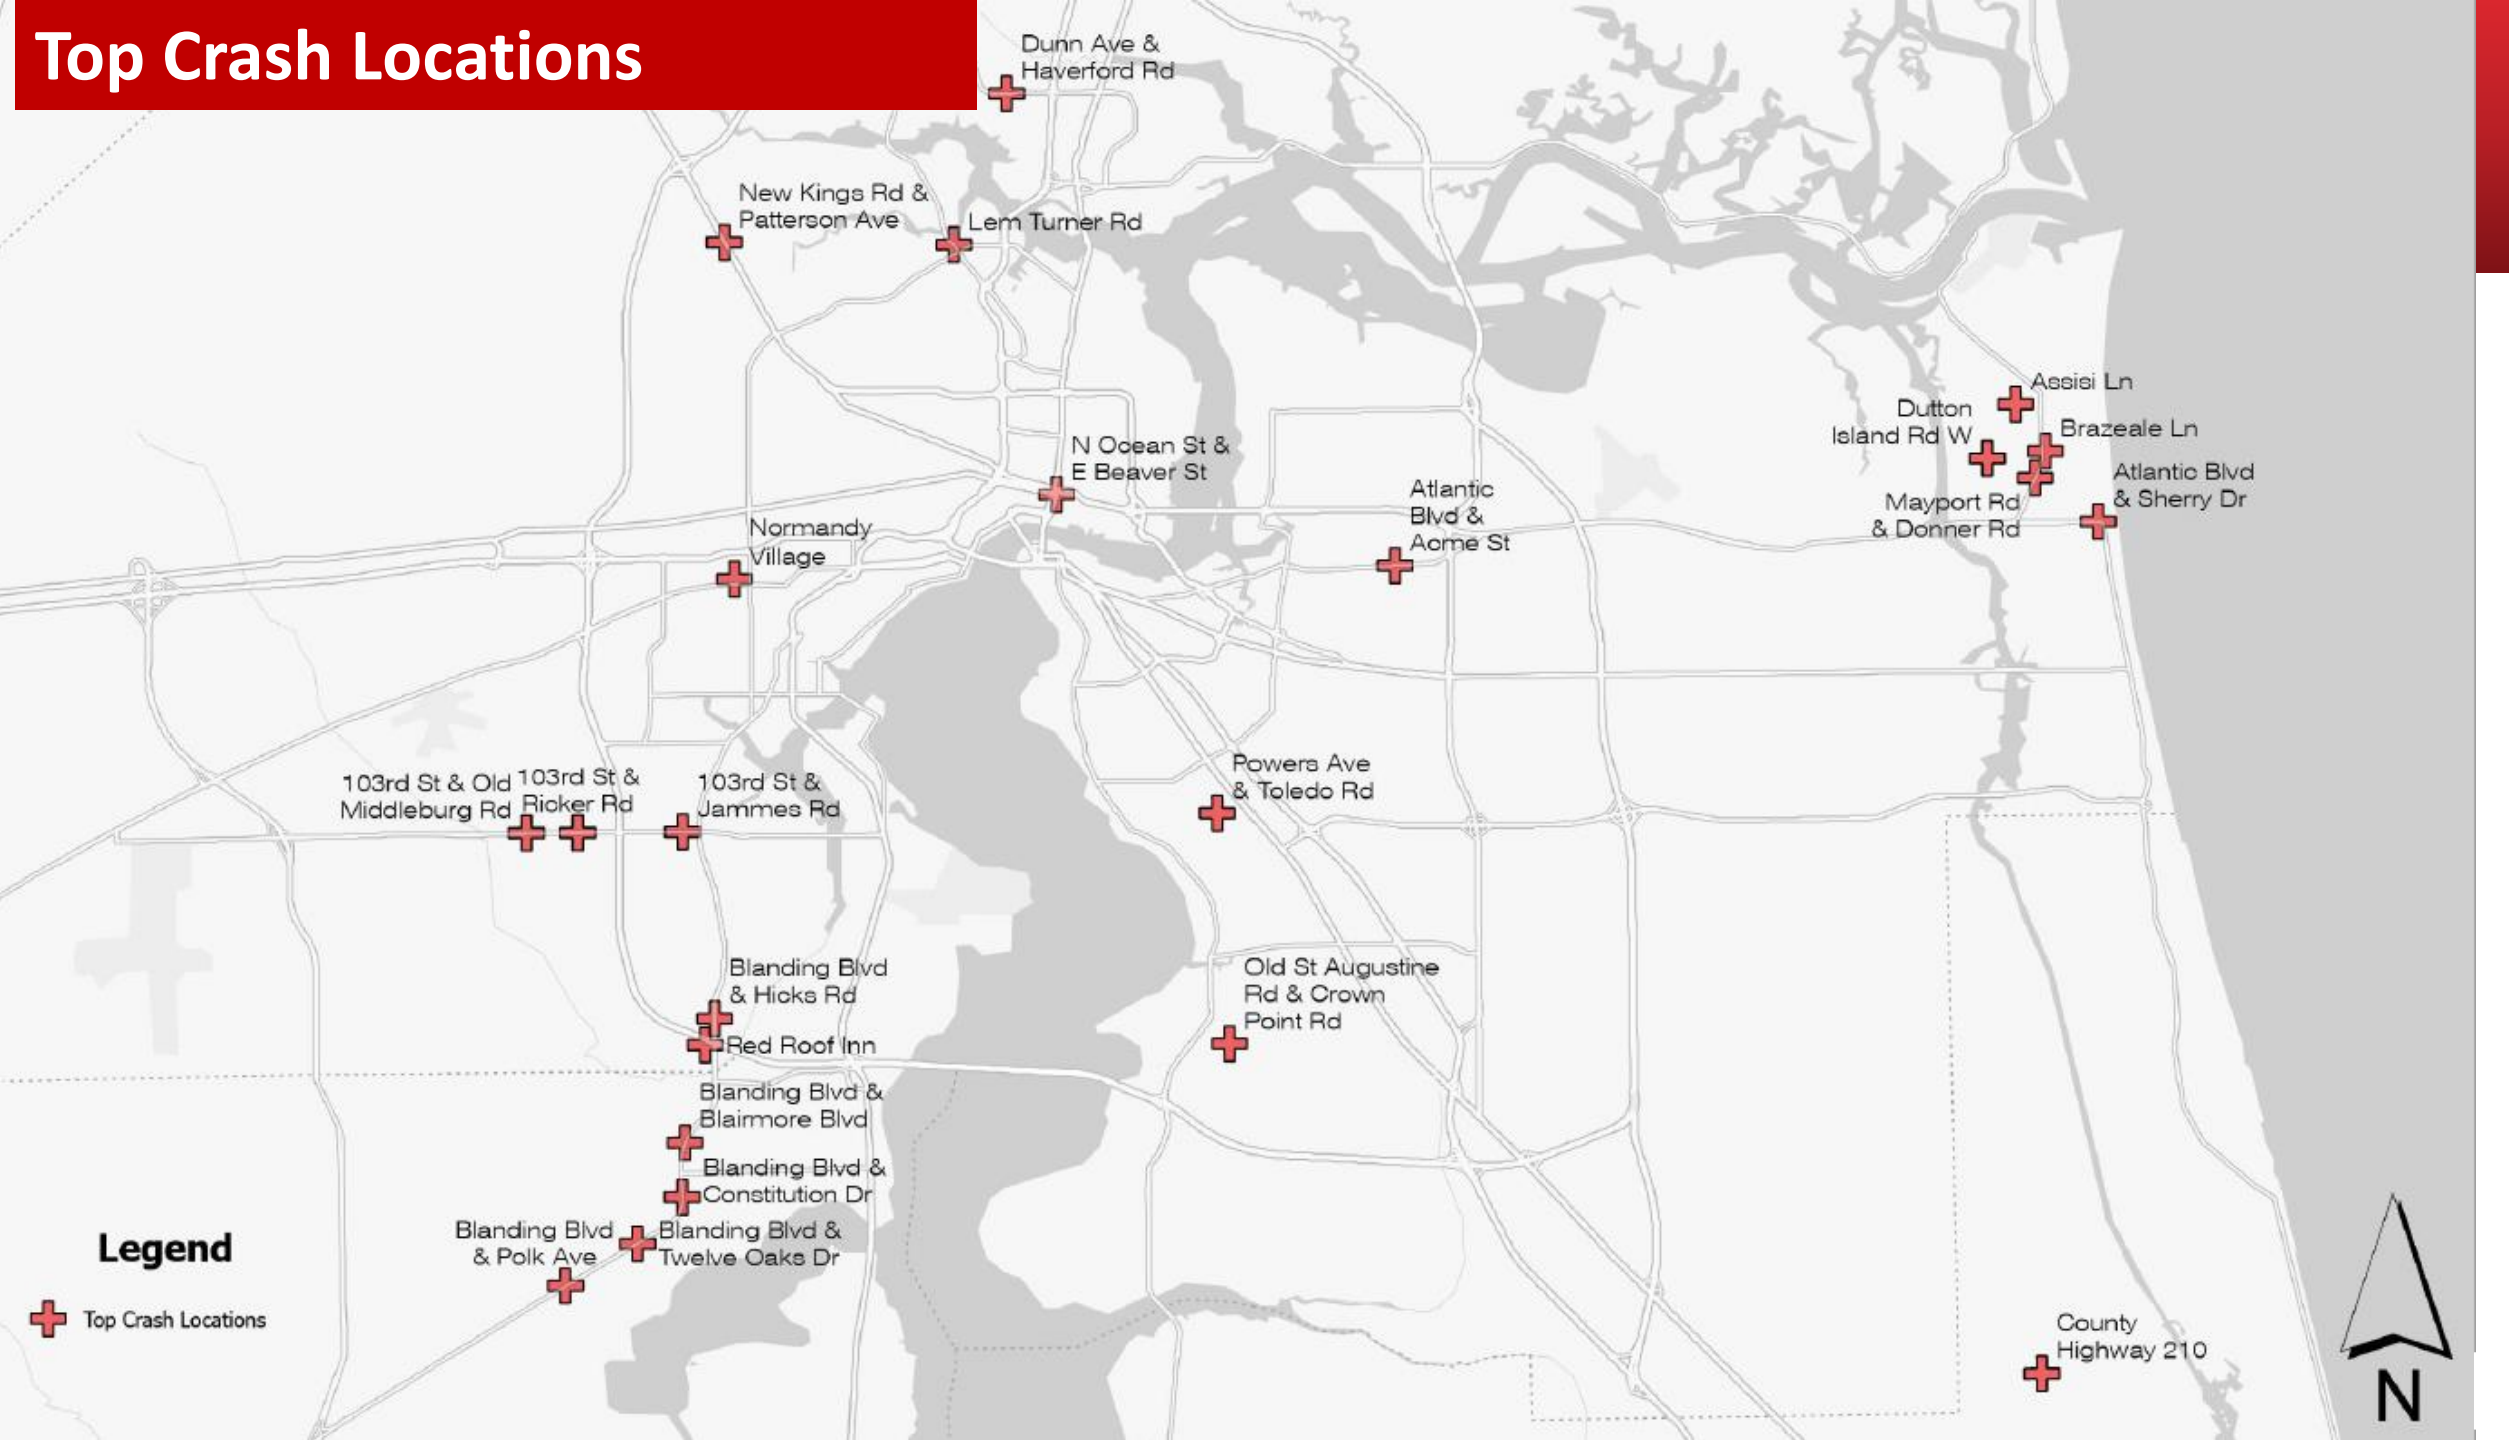 Top Crash Locations
Dunn Ave &
Haverford Rd
New Kings Rd &
Patterson Ave
Lem Turner Rd
Assisi Ln
Dutton
Island Rd W
Brazeale Ln
N Ocean St &
E Beaver St
Atlantic Blvd
& Sherry Dr
Atlantic
Blvd &
Acme St
Mayport Rd
& Donner Rd
Normandy
Village
Powers Ave
& Toledo Rd
103rd St & Old
Middleburg Rd
103rd St &
Ricker Rd
103rd St &
Jammes Rd
Blanding Blvd
& Hicks Rd
Old St Augustine
Rd & Crown
Point Rd
Red Roof Inn
Blanding Blvd &
Blairmore Blvd
Blanding Blvd &
Constitution Dr
Blanding Blvd
& Polk Ave
Blanding Blvd &
Twelve Oaks Dr
Legend
Top Crash Locations
County
Highway 210
N